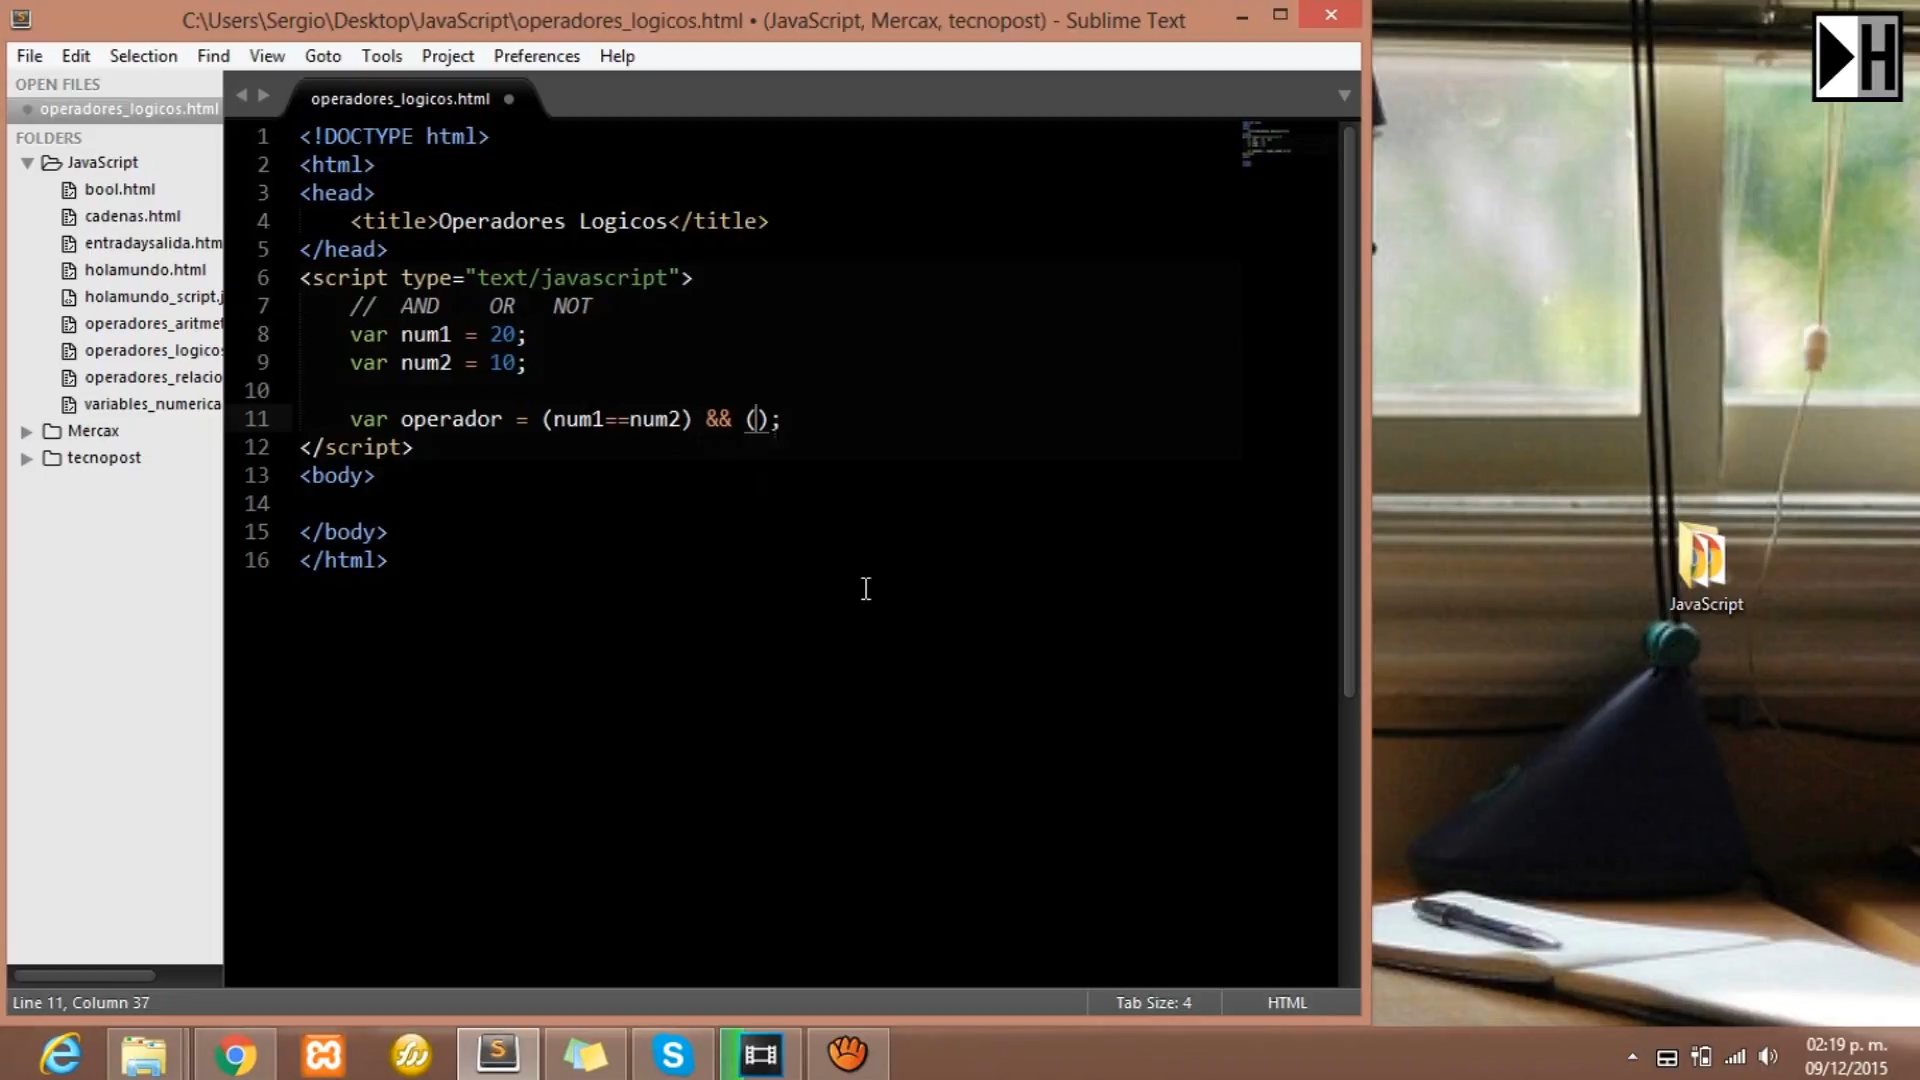 C:\Users\Sergio\Desktop\JavaScript\operadores_logicos.html • (JavaScript, Mercax, tecnopost) - Sublime Text
File Edit Selection Find View Goto Tools Project Preferences Help
OPEN FILES
operadores_logicos.html
FOLDERS
JavaScript
bool.html
cadenas.html
entradaysalida.htm
holamundo.html
holamundo_script.j
operadores_aritmet
operadores_logicos
operadores_relacio
variables_numerica
Mercax
tecnopost
operadores_logicos.html
1 <!DOCTYPE html>
2 <html>
3 <head>
4 <title>Operadores Logicos</title>
5 </head>
6 <script type="text/javascript">
7 // AND OR NOT
8 var num1 = 20;
9 var num2 = 10;
10
11 var operador = (num1==num2) && ();
12 </script>
13 <body>
14
15 </body>
16 </html>
Line 11, Column 37
Tab Size: 4
HTML
JavaScript
H
02:19 p. m.
09/12/2015